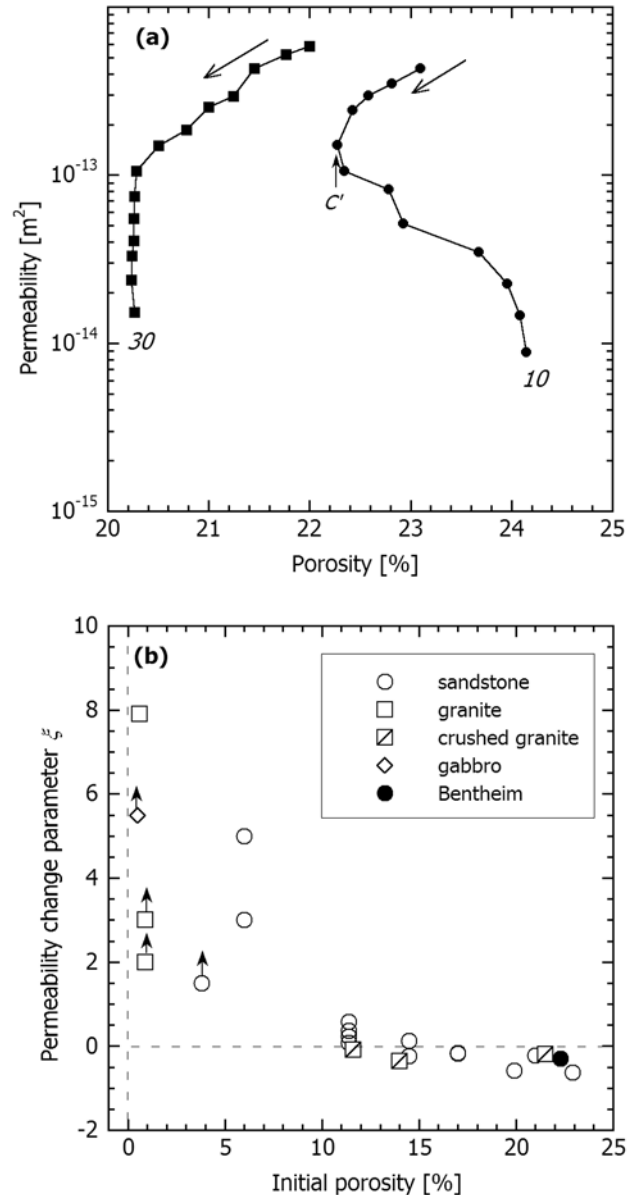 (a)
Permeability [m²]
10⁻¹³
10⁻¹⁴
10⁻¹⁵
C'
30
10
20 21 22 23 24 25
Porosity [%]
(b)
Permeability change parameter ξ
10
8
6
4
2
0
-2
sandstone
granite
crushed granite
gabbro
Bentheim
0 5 10 15 20 25
Initial porosity [%]